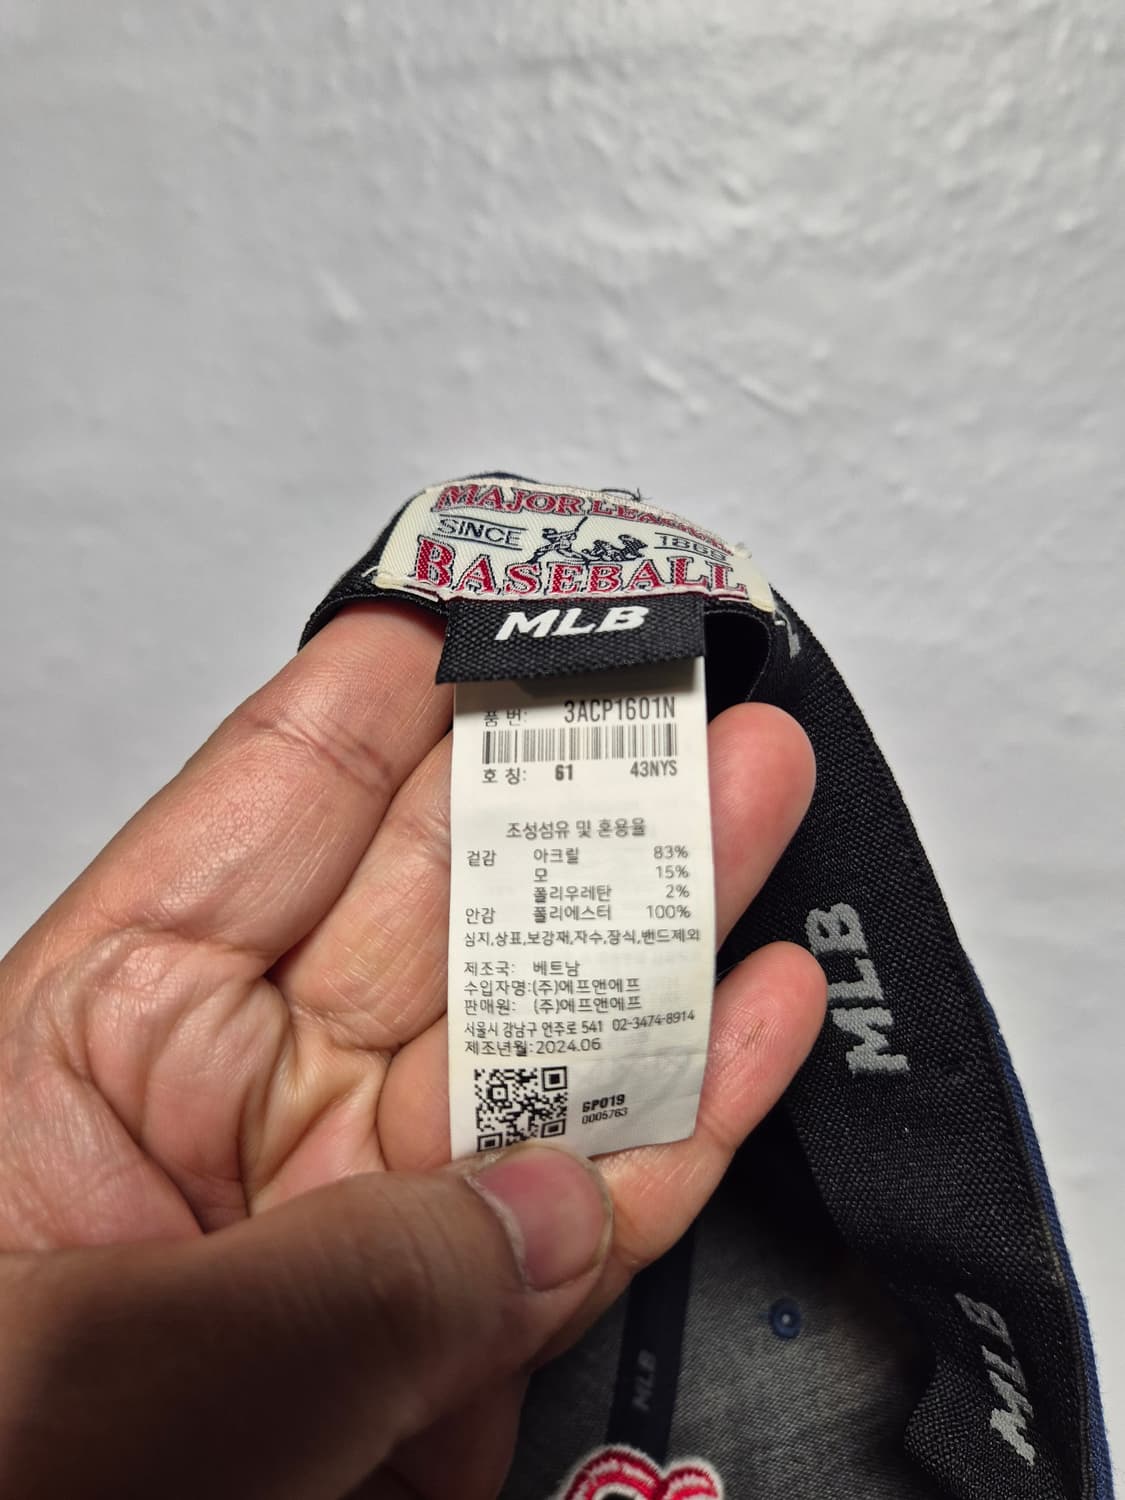 MAJOR LEAGUE
SINCE 1869
BASEBALL
MLB
품 번: 3ACP1601N
호 칭: 61 43NYS
조성섬유 및 혼용율
겉감 아크릴 83%
모 15%
폴리우레탄 2%
안감 폴리에스터 100%
심지,상표,보강재,자수,장식,밴드제외
제조국: 베트남
수입자명:(주)에프앤에프
판매원: (주)에프앤에프
서울시 강남구 언주로 541 02-3474-8914
제조년월:2024.06
GP019
0005763
MLB
MLB
MLB